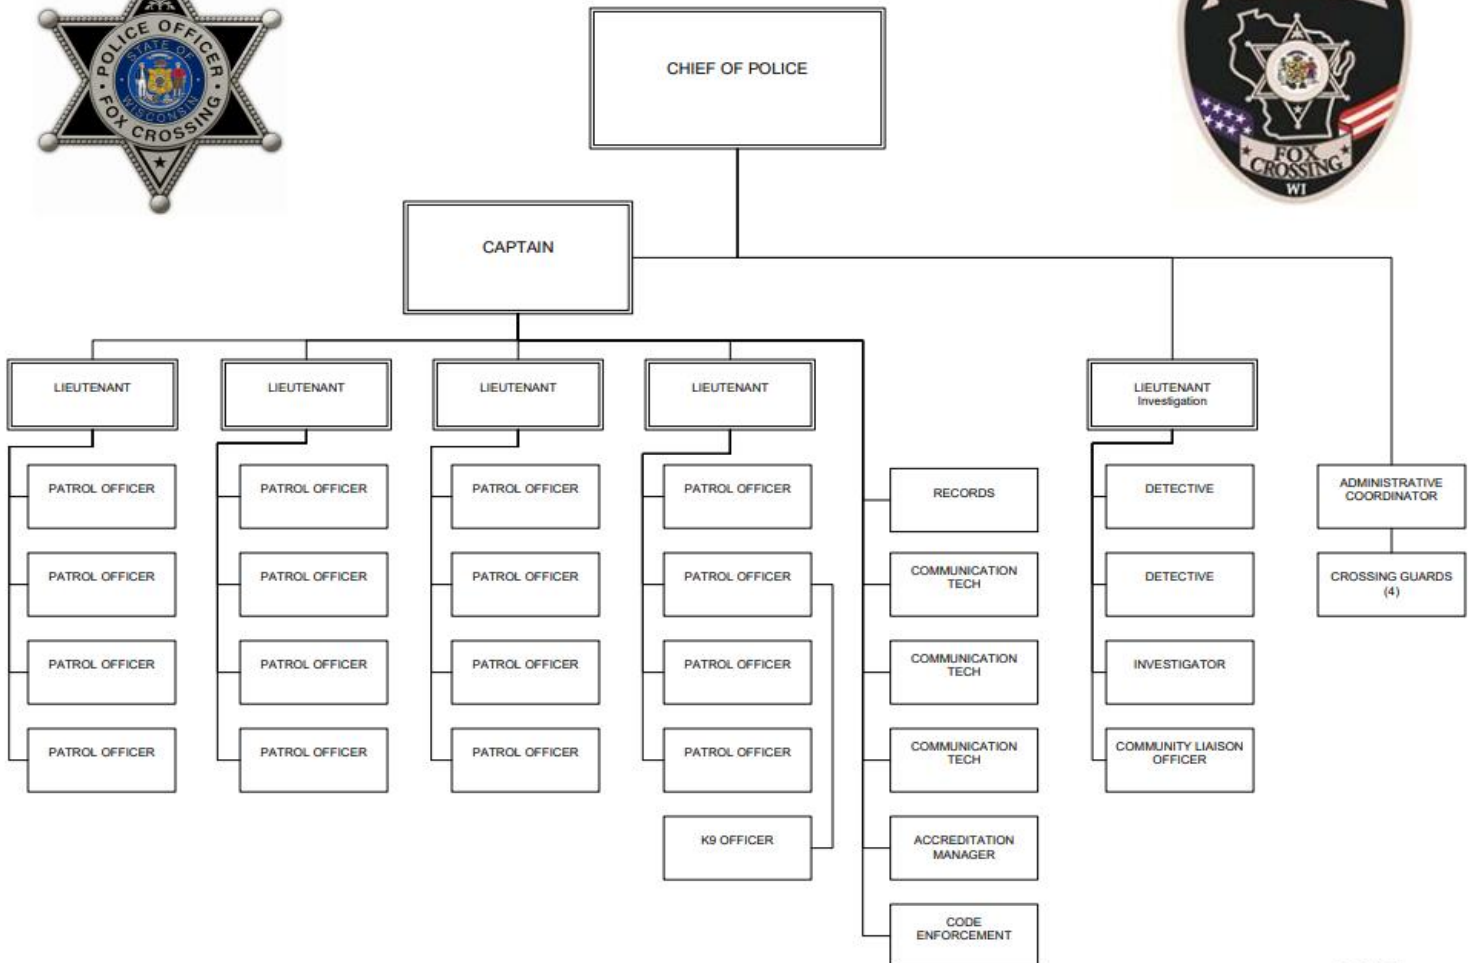 POLICE OFFICER
STATE OF
WISCONSIN
FOX CROSSING
CHIEF OF POLICE
FOX
CROSSING
WI
CAPTAIN
LIEUTENANT
LIEUTENANT
LIEUTENANT
LIEUTENANT
LIEUTENANT
Investigation
PATROL OFFICER
PATROL OFFICER
PATROL OFFICER
PATROL OFFICER
RECORDS
DETECTIVE
ADMINISTRATIVE
COORDINATOR
PATROL OFFICER
PATROL OFFICER
PATROL OFFICER
PATROL OFFICER
COMMUNICATION
TECH
DETECTIVE
CROSSING GUARDS
(4)
PATROL OFFICER
PATROL OFFICER
PATROL OFFICER
PATROL OFFICER
COMMUNICATION
TECH
INVESTIGATOR
PATROL OFFICER
PATROL OFFICER
PATROL OFFICER
PATROL OFFICER
COMMUNICATION
TECH
COMMUNITY LIAISON
OFFICER
K9 OFFICER
ACCREDITATION
MANAGER
CODE
ENFORCEMENT